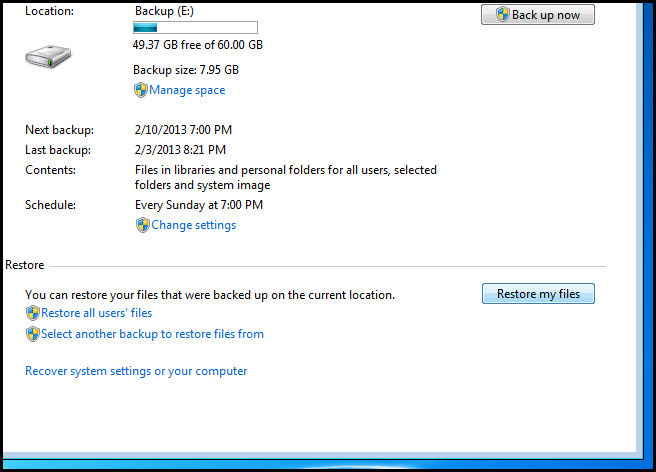 Location: Backup (E:) Back up now
49.37 GB free of 60.00 GB
Backup size: 7.95 GB
Manage space
Next backup: 2/10/2013 7:00 PM
Last backup: 2/3/2013 8:21 PM
Contents: Files in libraries and personal folders for all users, selected
folders and system image
Schedule: Every Sunday at 7:00 PM
Change settings
Restore
You can restore your files that were backed up on the current location. Restore my files
Restore all users' files
Select another backup to restore files from
Recover system settings or your computer